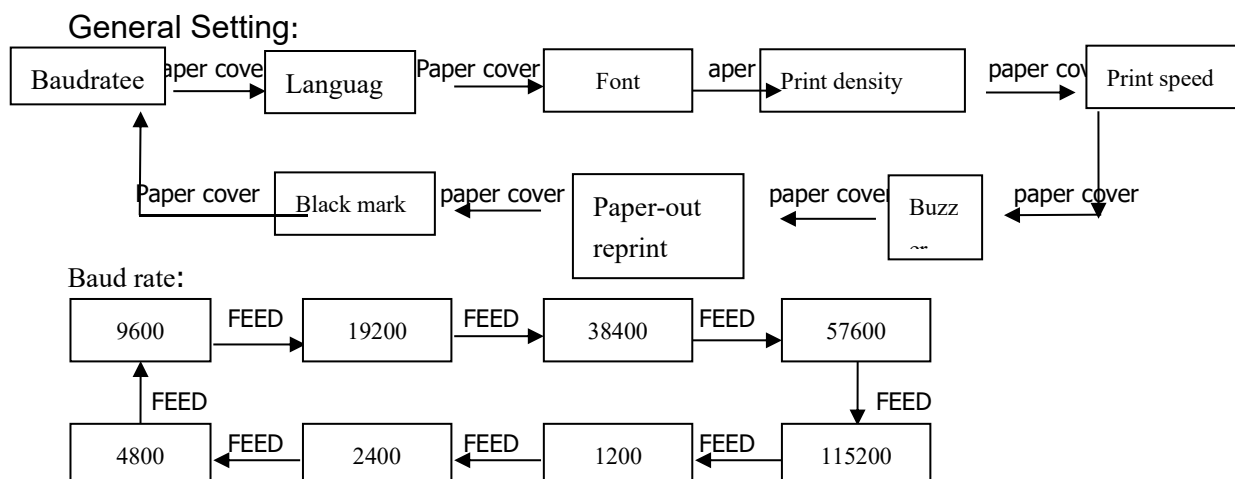 General Setting:
Baudratee
aper cove
Languag
Paper cover
Font
aper
Print density
paper cov
Print speed
Paper cover
Black mark
paper cover
Paper-out
reprint
paper cover
Buzz
er
paper cover
Baud rate:
9600
FEED
19200
FEED
38400
FEED
57600
FEED
FEED
4800
FEED
2400
FEED
1200
FEED
115200